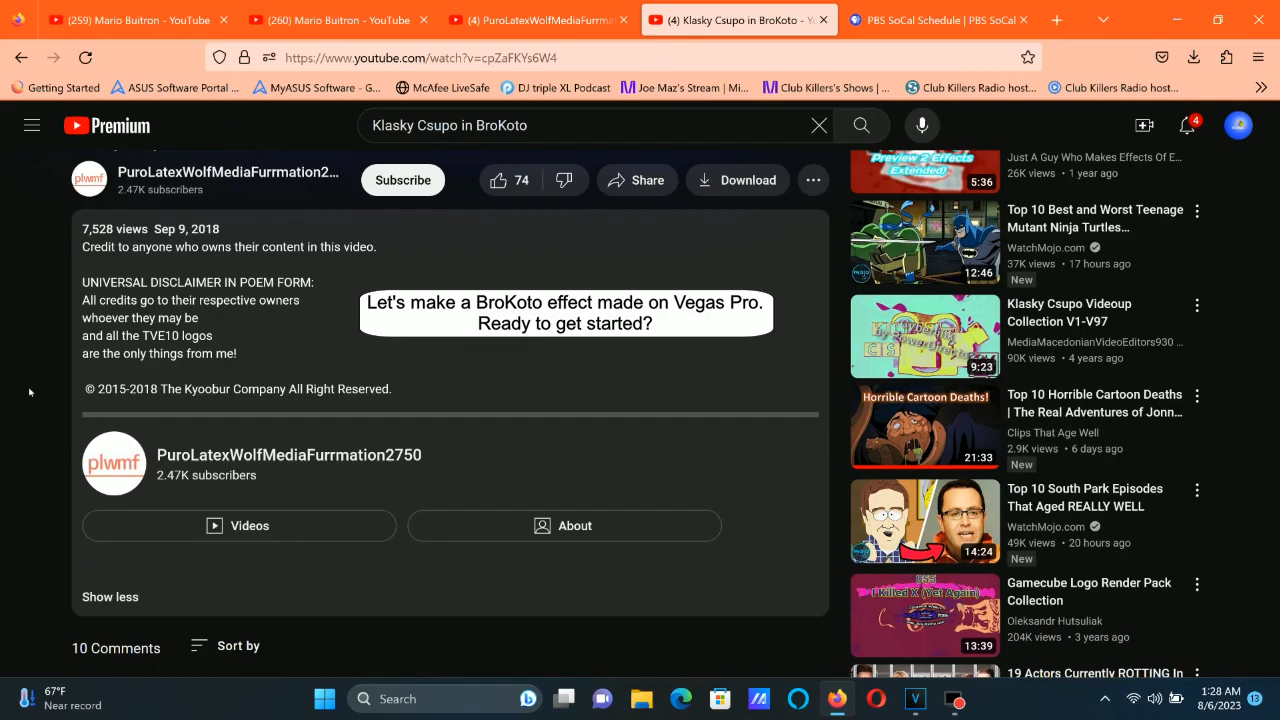 (259) Mario Buitron - YouTube
(260) Mario Buitron - YouTube
(4) PuroLatexWolfMediaFurrmat
(4) Klasky Csupo in BroKoto - Yo
PBS SoCal Schedule | PBS SoCal
https://www.youtube.com/watch?v=cpZaFKYs6W4
Getting Started
ASUS Software Portal ...
MyASUS Software - G...
McAfee LiveSafe
DJ triple XL Podcast
Joe Maz's Stream | Mi...
Club Killers's Shows | ...
Club Killers Radio host...
Club Killers Radio host...
Premium
Klasky Csupo in BroKoto
4
plwmf
PuroLatexWolfMediaFurrmation2...
2.47K subscribers
Subscribe
74
Share
Download
7,528 views Sep 9, 2018
Credit to anyone who owns their content in this video.
UNIVERSAL DISCLAIMER IN POEM FORM:
All credits go to their respective owners
whoever they may be
and all the TVE10 logos
are the only things from me!
© 2015-2018 The Kyoobur Company All Right Reserved.
Let's make a BroKoto effect made on Vegas Pro.
Ready to get started?
plwmf
PuroLatexWolfMediaFurrmation2750
2.47K subscribers
Videos
About
Show less
10 Comments
Sort by
Preview 2 Effects
Extended!
5:36
Just A Guy Who Makes Effects Of E...
26K views • 1 year ago
mojo
12:46
Top 10 Best and Worst Teenage
Mutant Ninja Turtles...
WatchMojo.com
37K views • 17 hours ago
New
by PowerDirector
9:23
Klasky Csupo Videoup
Collection V1-V97
MediaMacedonianVideoEditors930 ...
90K views • 4 years ago
Horrible Cartoon Deaths!
21:33
Top 10 Horrible Cartoon Deaths
| The Real Adventures of Jonn...
Clips That Age Well
2.9K views • 6 days ago
New
mojo
14:24
Top 10 South Park Episodes
That Aged REALLY WELL
WatchMojo.com
49K views • 20 hours ago
New
I Killed X (Yet Again)
13:39
Gamecube Logo Render Pack
Collection
Oleksandr Hutsuliak
204K views • 3 years ago
19 Actors Currently ROTTING In
67°F
Near record
Search
1:28 AM
8/6/2023
13